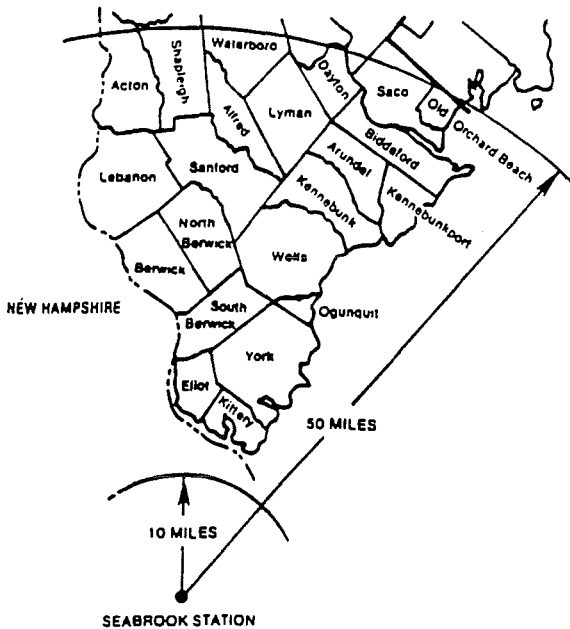 Waterboro
Shapleigh
Dayton
Acton
Saco
Old
Orchard Beach
Alfred
Lyman
Biddeford
Arundel
Lebanon
Sanford
Kennebunk
Kennebunkport
North
Berwick
Wells
Berwick
NEW HAMPSHIRE
South
Berwick
Ogunquit
York
Eliot
Kittery
50 MILES
10 MILES
SEABROOK STATION